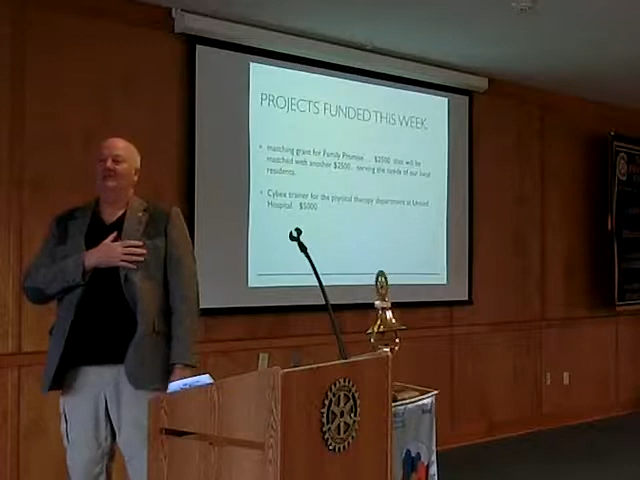 PROJECTS FUNDED THIS WEEK.
• matching grant for Family Promise.... $2500 that will be
matched with another $2500. serving the needs of our local
residents.
• Cybex trainer for the physical therapy department at United
Hospital. $5000